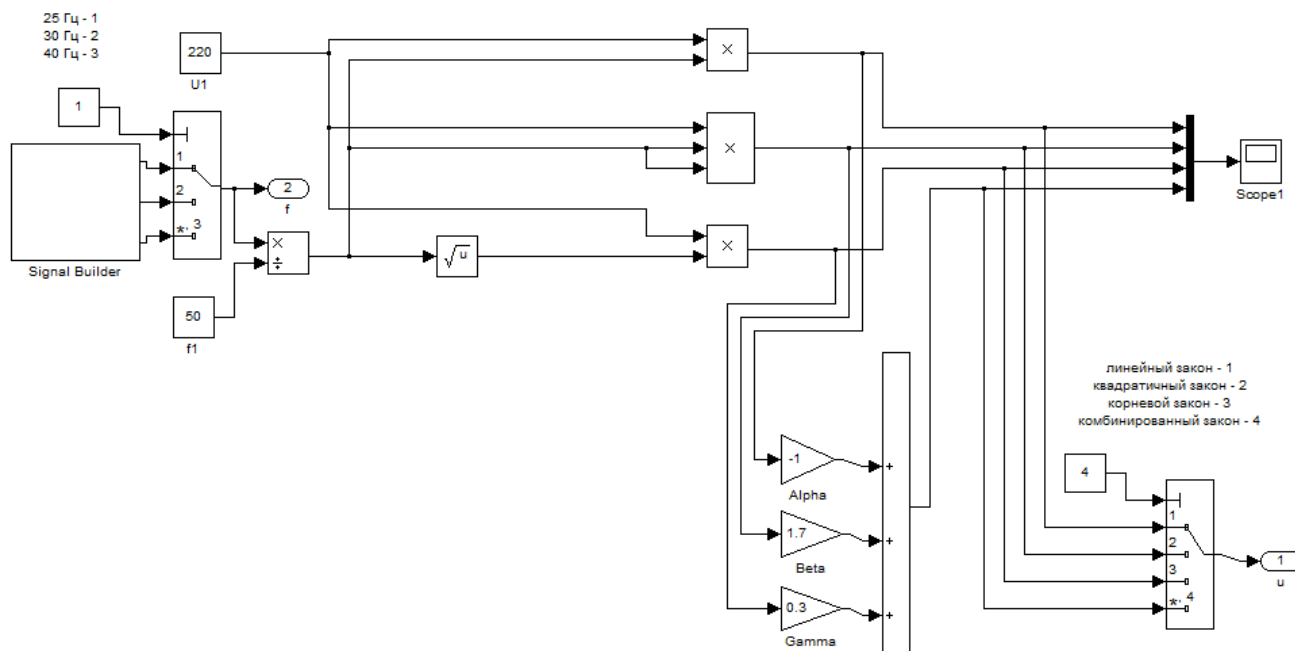 25 Гц - 1
30 Гц - 2
40 Гц - 3
220
U1
1
1
2
*, 3
Signal Builder
2
f
×
÷
50
f1
√u
×
×
×
Scope1
-1
Alpha
1.7
Beta
0.3
Gamma
+
+
+
линейный закон - 1
квадратичный закон - 2
корневой закон - 3
комбинированный закон - 4
4
1
2
3
*, 4
1
u